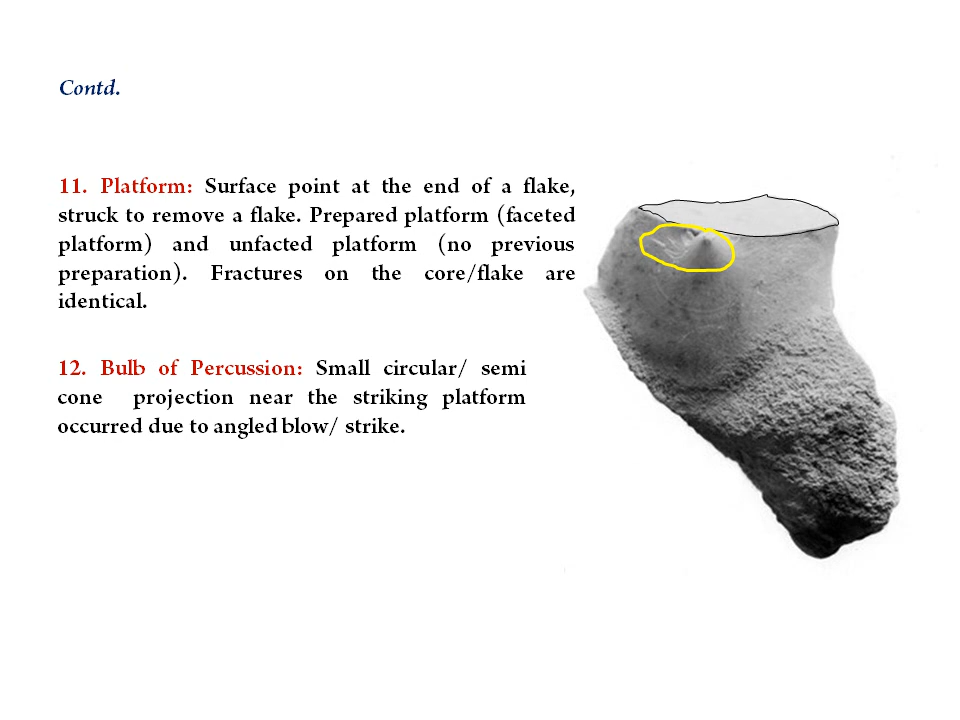 Contd.
11. Platform: Surface point at the end of a flake,
struck to remove a flake. Prepared platform (faceted
platform) and unfacted platform (no previous
preparation). Fractures on the core/flake are
identical.
12. Bulb of Percussion: Small circular/ semi
cone projection near the striking platform
occurred due to angled blow/ strike.